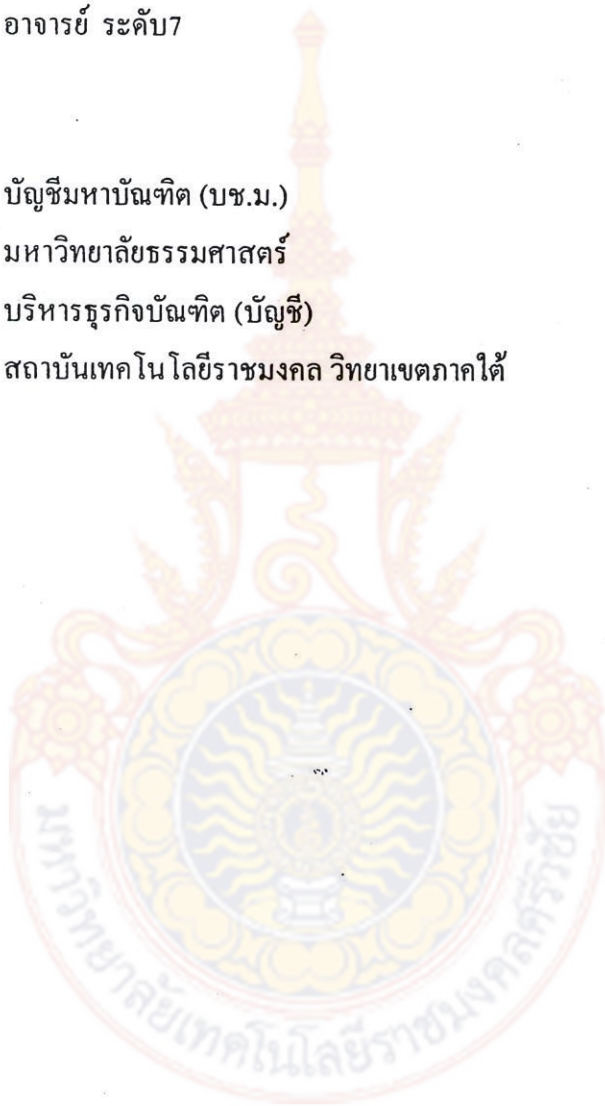 อาจารย์ ระดับ7
บัญชีมหาบัณฑิต (บช.ม.)
มหาวิทยาลัยธรรมศาสตร์
บริหารธุรกิจบัณฑิต (บัญชี)
สถาบันเทคโนโลยีราชมงคล วิทยาเขตภาคใต้
มหาวิทยาลัยเทคโนโลยีราชมงคลศรีวิชัย